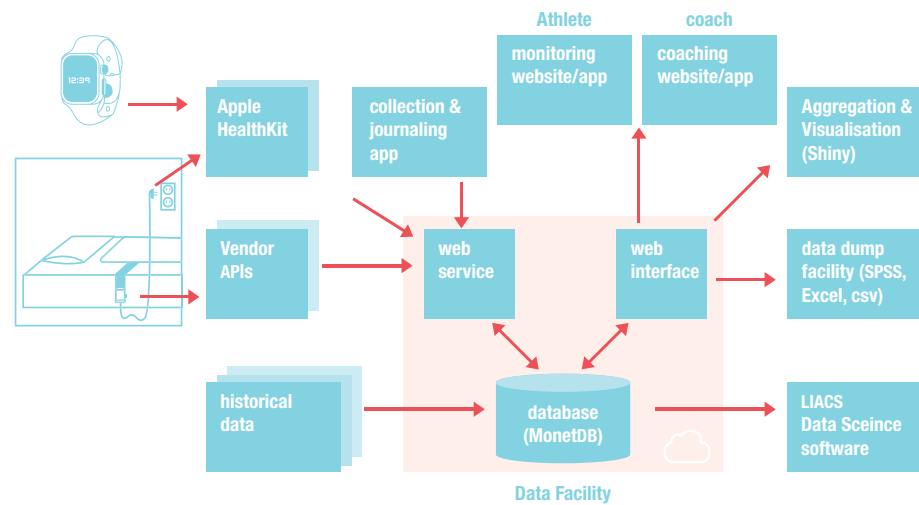 Athlete
coach
12:39
Apple
HealthKit
collection &
journaling
app
monitoring
website/app
coaching
website/app
Aggregation &
Visualisation
(Shiny)
Vendor
APIs
web
service
web
interface
data dump
facility (SPSS,
Excel, csv)
historical
data
database
(MonetDB)
LIACS
Data Sceince
software
Data Facility